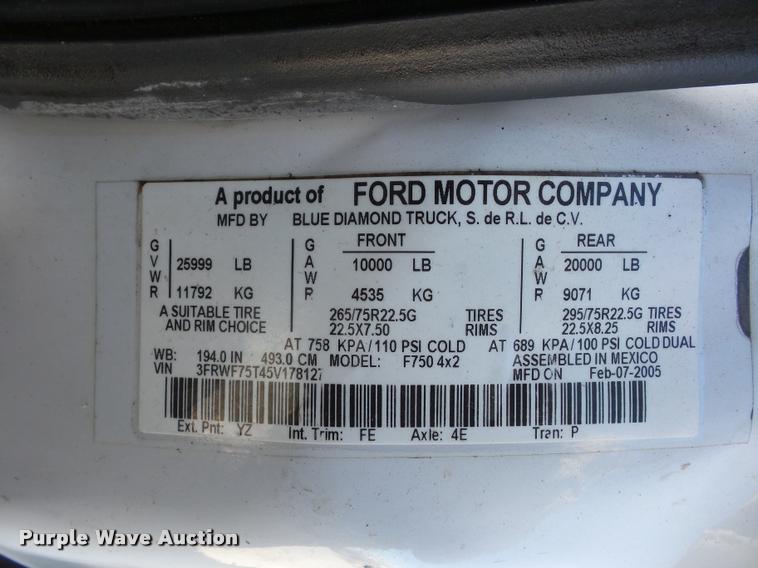 A product of FORD MOTOR COMPANY
MFD BY BLUE DIAMOND TRUCK, S. de R.L. de C.V.
GVWR 25999 LB 11792 KG
FRONT GAWR 10000 LB 4535 KG
REAR GAWR 20000 LB 9071 KG
A SUITABLE TIRE 265/75R22.5G TIRES 295/75R22.5G TIRES
AND RIM CHOICE 22.5X7.50 RIMS 22.5X8.25 RIMS
AT 758 KPA/110 PSI COLD AT 689 KPA/100 PSI COLD DUAL
WB: 194.0 IN 493.0 CM MODEL: F750 4x2 ASSEMBLED IN MEXICO
VIN 3FRWF75T45V178127 MFD ON Feb-07-2005
Ext. Pnt: YZ Int. Trim: FE Axle: 4E Tran: P
Purple Wave Auction